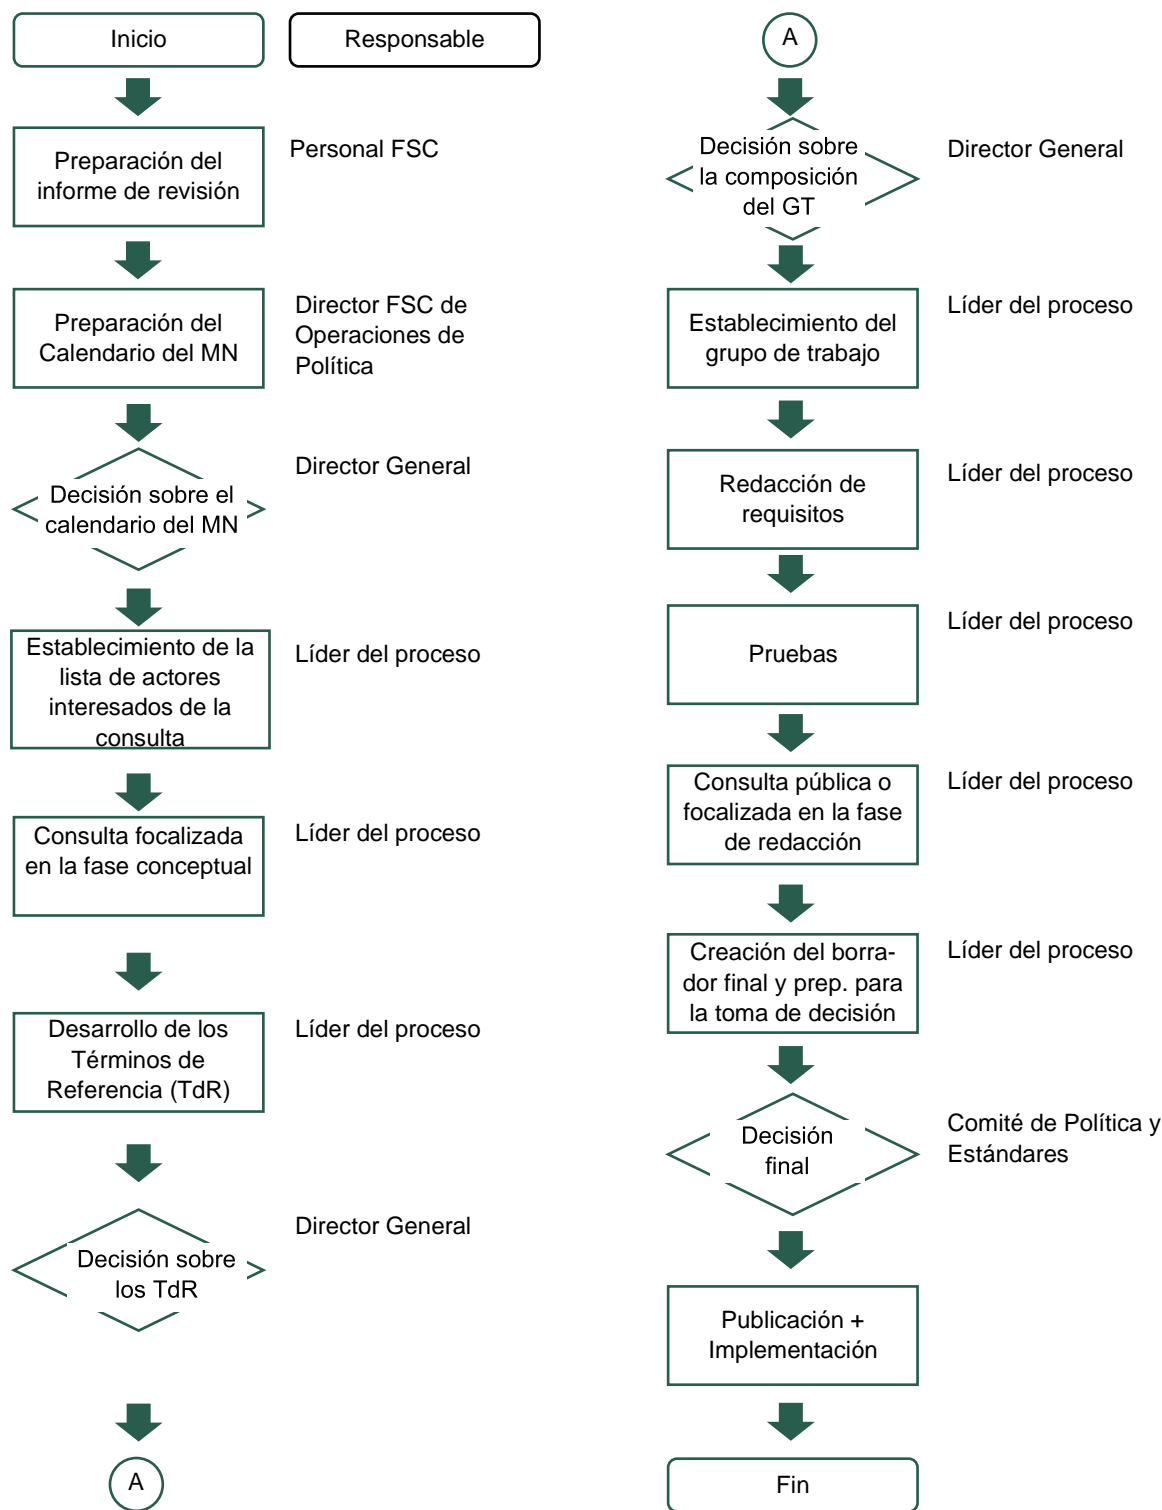 Inicio
Responsable
Preparación del
informe de revisión
Personal FSC
Preparación del
Calendario del MN
Director FSC de
Operaciones de
Política
Decisión sobre el
calendario del MN
Director General
Establecimiento de la
lista de actores
interesados de la
consulta
Líder del proceso
Consulta focalizada
en la fase conceptual
Líder del proceso
Desarrollo de los
Términos de
Referencia (TdR)
Líder del proceso
Decisión sobre
los TdR
Director General
A
A
Decisión sobre
la composición
del GT
Director General
Establecimiento del
grupo de trabajo
Líder del proceso
Redacción de
requisitos
Líder del proceso
Pruebas
Líder del proceso
Consulta pública o
focalizada en la fase
de redacción
Líder del proceso
Creación del borra-
dor final y prep. para
la toma de decisión
Líder del proceso
Decisión
final
Comité de Política y
Estándares
Publicación +
Implementación
Fin